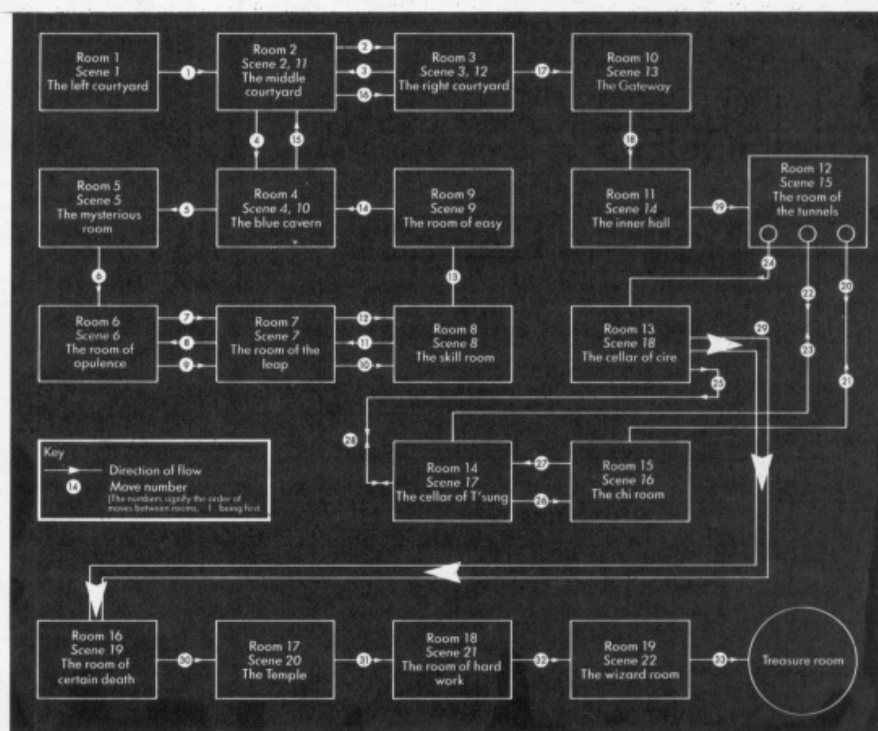 Room 1
Scene 1
The left courtyard
1
Room 2
Scene 2, 11
The middle
courtyard
2
3
16
Room 3
Scene 3, 12
The right courtyard
17
Room 10
Scene 13
The Gateway
4
15
18
Room 5
Scene 5
The mysterious
room
5
Room 4
Scene 4, 10
The blue cavern
14
Room 9
Scene 9
The room of easy
Room 11
Scene 14
The inner hall
19
Room 12
Scene 15
The room of
the tunnels
6
13
24
22
20
Room 6
Scene 6
The room of
opulence
7
8
9
Room 7
Scene 7
The room of the
leap
12
11
10
Room 8
Scene 8
The skill room
Room 13
Scene 18
The cellar of cire
29
23
25
21
Key
Direction of flow
14
Move number
(The numbers signify the order of
moves between rooms, 1 being first
28
Room 14
Scene 17
The cellar of T'sung
27
26
Room 15
Scene 16
The chi room
Room 16
Scene 19
The room of
certain death
30
Room 17
Scene 20
The Temple
31
Room 18
Scene 21
The room of hard
work
32
Room 19
Scene 22
The wizard room
33
Treasure room